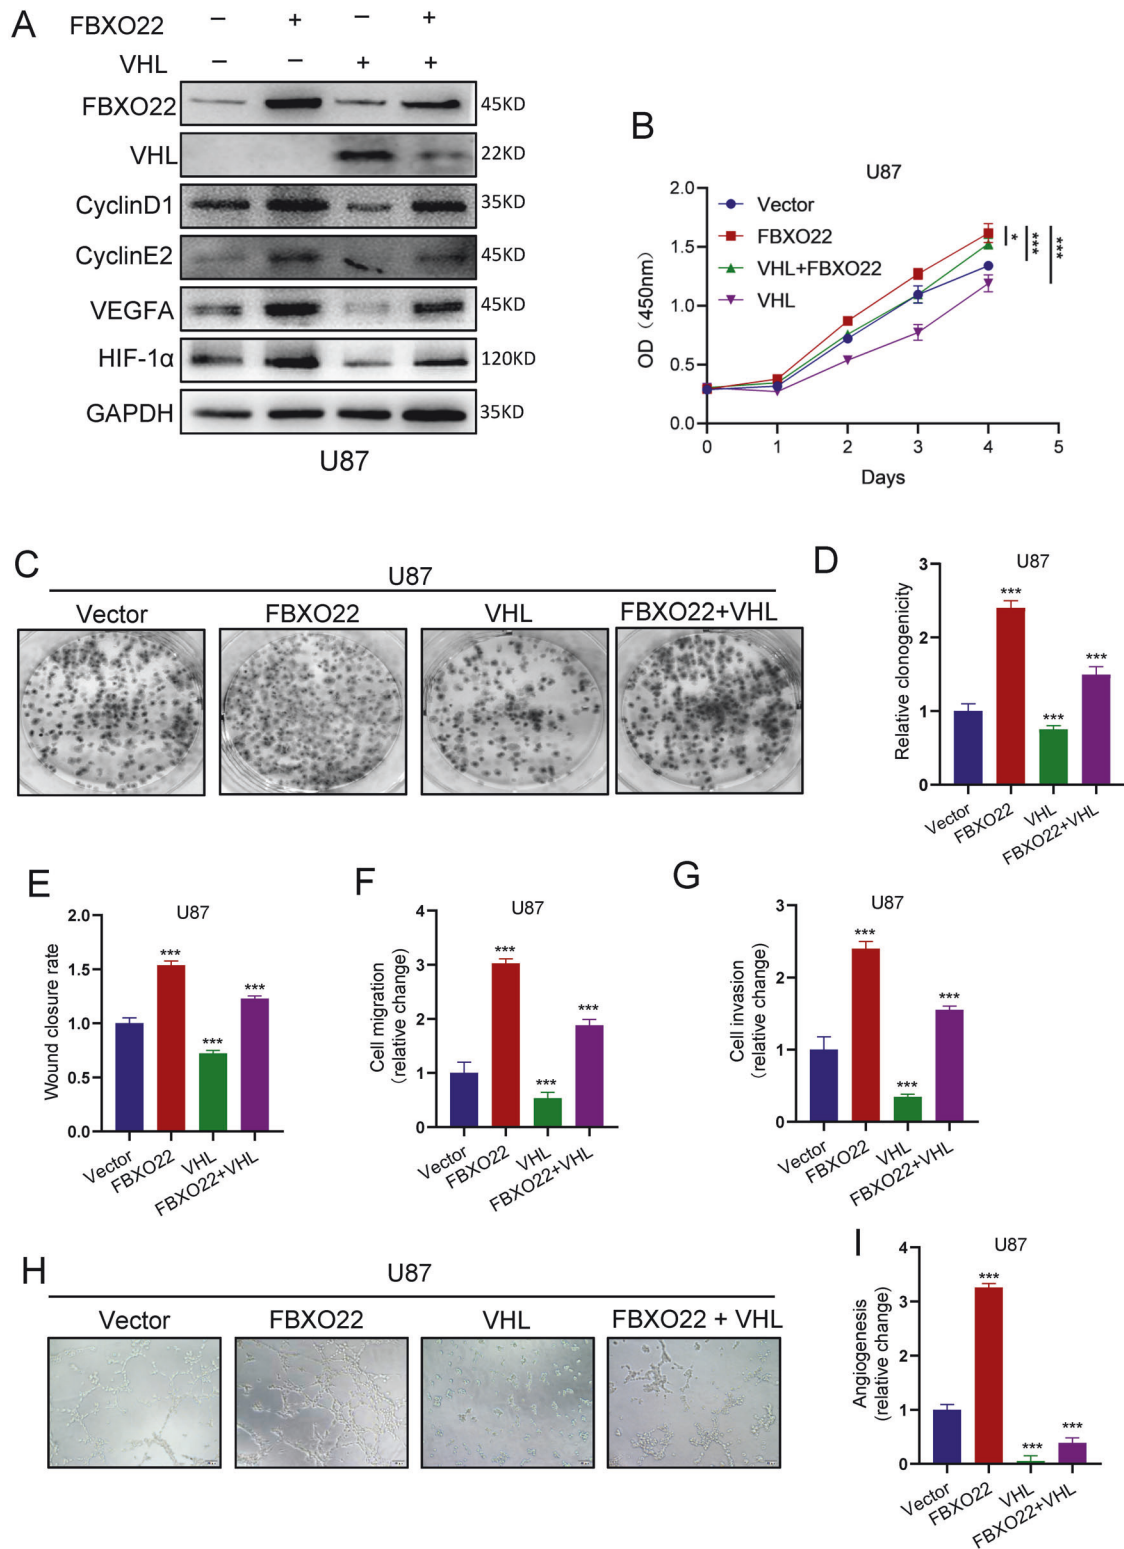 A
FBXO22 − + − +
VHL − − + +
FBXO22 45KD
VHL 22KD
CyclinD1 35KD
CyclinE2 45KD
VEGFA 45KD
HIF-1α 120KD
GAPDH 35KD
U87
B
U87
2.0
1.5
1.0
0.5
0.0
OD（450nm）
Vector
FBXO22
VHL+FBXO22
VHL
*
***
***
0 1 2 3 4 5
Days
C
U87
Vector FBXO22 VHL FBXO22+VHL
D
U87
Relative clonogenicity
3
2
1
0
*** *** ***
Vector FBXO22 VHL FBXO22+VHL
E
U87
Wound closure rate
2.0
1.5
1.0
0.5
0.0
*** *** ***
Vector FBXO22 VHL FBXO22+VHL
F
U87
Cell migration
（relative change）
4
3
2
1
0
*** *** ***
Vector FBXO22 VHL FBXO22+VHL
G
U87
Cell invasion
（relative change）
3
2
1
0
*** *** ***
Vector FBXO22 VHL FBXO22+VHL
H
U87
Vector FBXO22 VHL FBXO22 + VHL
I
U87
Angiogenesis
(relative change)
4
3
2
1
0
*** *** ***
Vector FBXO22 VHL FBXO22+VHL